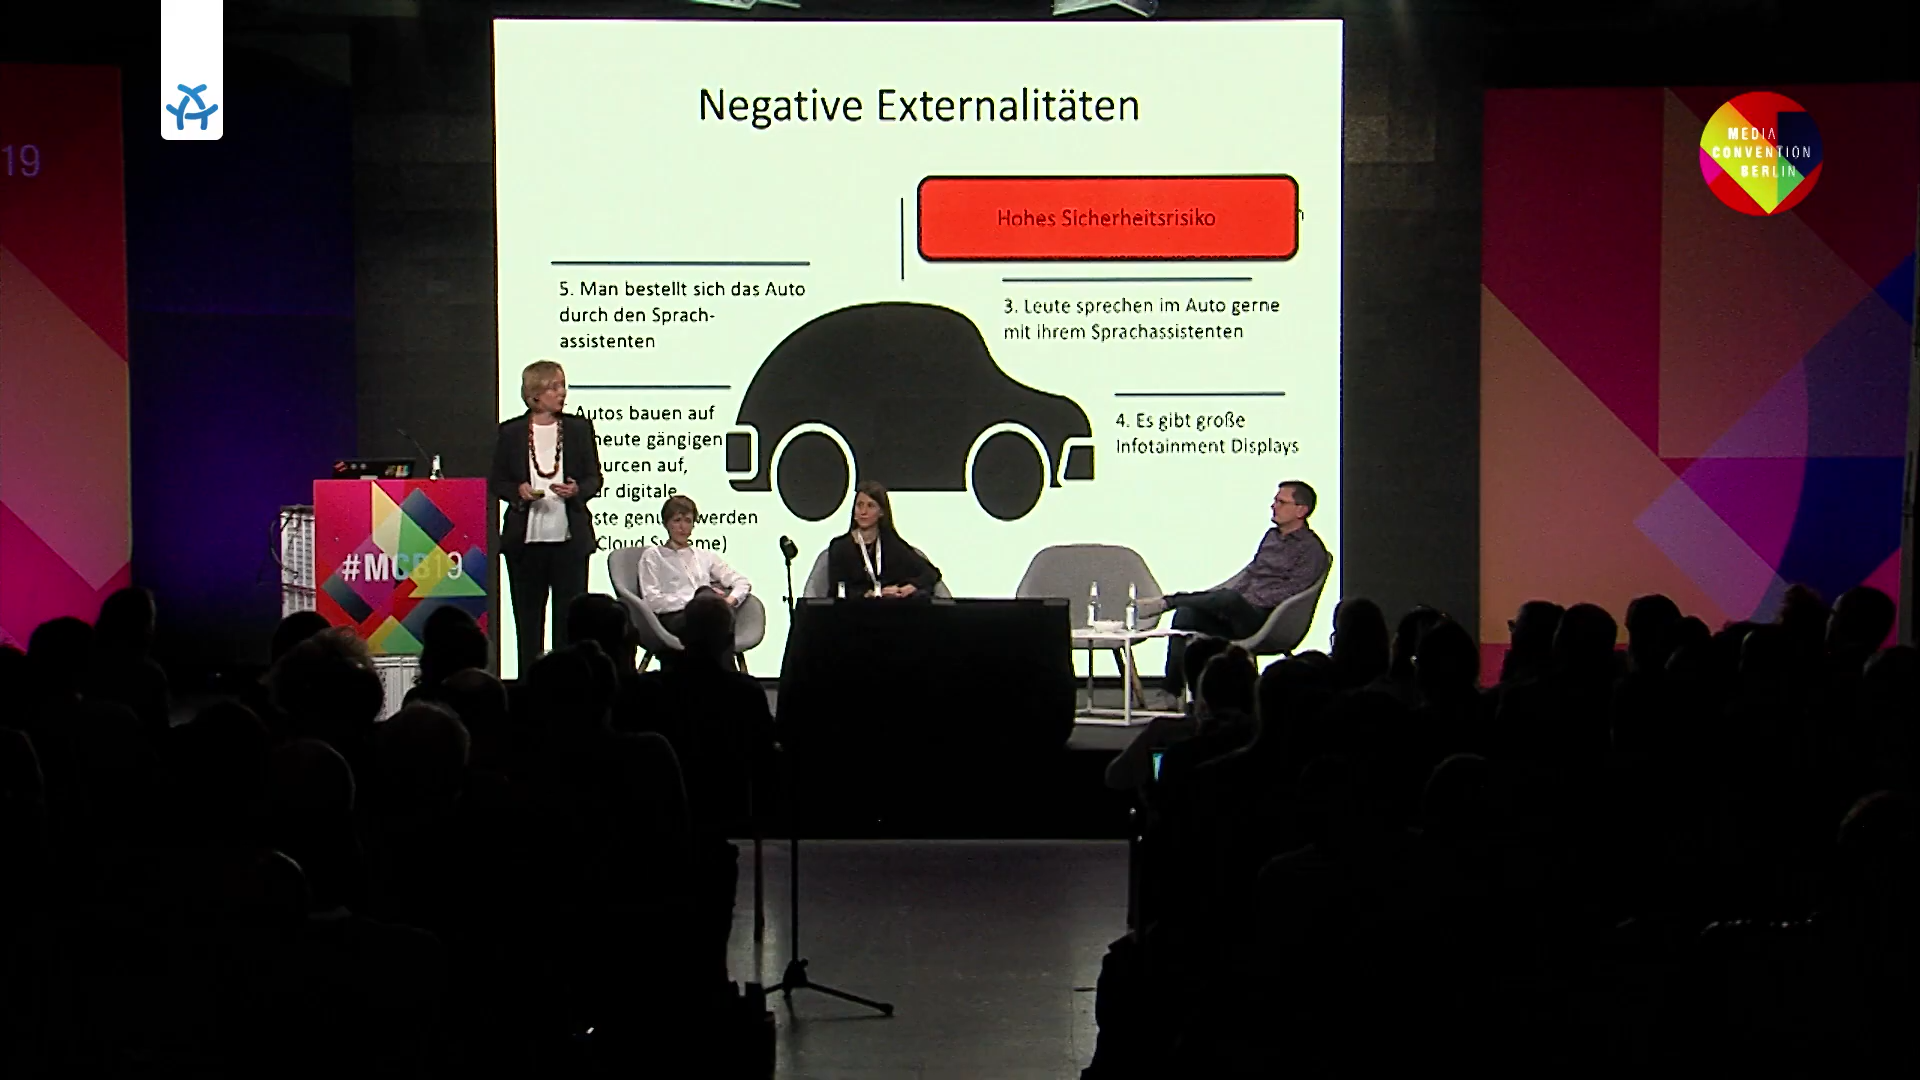 19
MEDIA
CONVENTION
BERLIN
Negative Externalitäten
Hohes Sicherheitsrisiko
5. Man bestellt sich das Auto
durch den Sprach-
assistenten
3. Leute sprechen im Auto gerne
mit ihrem Sprachassistenten
Autos bauen auf
heute gängigen
auf,
digitale
werden
4. Es gibt große
Infotainment Displays
#MCB19